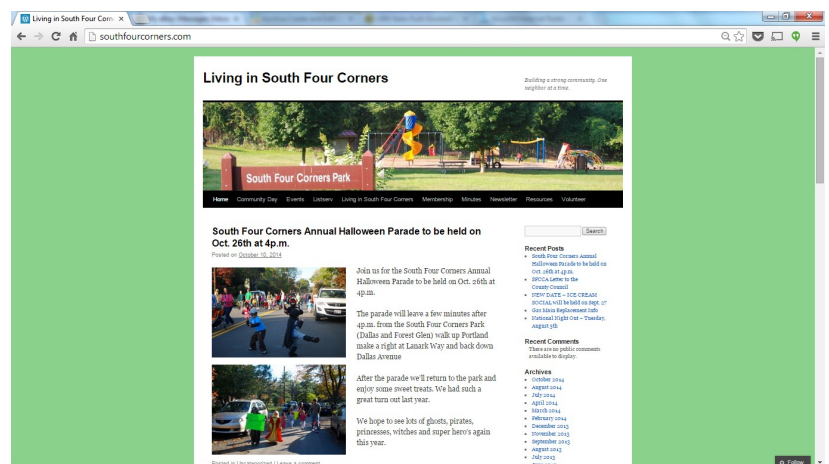 Living in South Four Corn
southfourcorners.com
Living in South Four Corners
Building a strong community. One
neighbor at a time.
South Four Corners Park
Home Community Day Events Listserv Living in South Four Corners Membership Minutes Newsletter Resources Volunteer
South Four Corners Annual Halloween Parade to be held on
Oct. 26th at 4p.m.
Posted on October 10, 2014
Join us for the South Four Corners Annual
Halloween Parade to be held on Oct. 26th at
4p.m.
The parade will leave a few minutes after
4p.m. from the South Four Corners Park
(Dallas and Forest Glen) walk up Portland
make a right at Lanark Way and back down
Dallas Avenue
After the parade we'll return to the park and
enjoy some sweet treats. We had such a
great turn out last year.
We hope to see lots of ghosts, pirates,
princesses, witches and super hero's again
this year.
Posted in Uncategorized | Leave a comment
Search
Recent Posts
South Four Corners Annual
Halloween Parade to be held on
Oct. 26th at 4p.m.
SFCCA Letter to the
County Council
NEW DATE – ICE CREAM
SOCIAL will be held on Sept. 27
Gas Main Replacement Info
National Night Out – Tuesday,
August 5th
Recent Comments
There are no public comments
available to display.
Archives
October 2014
August 2014
July 2014
April 2014
March 2014
February 2014
December 2013
November 2013
September 2013
August 2013
July 2013
Follow